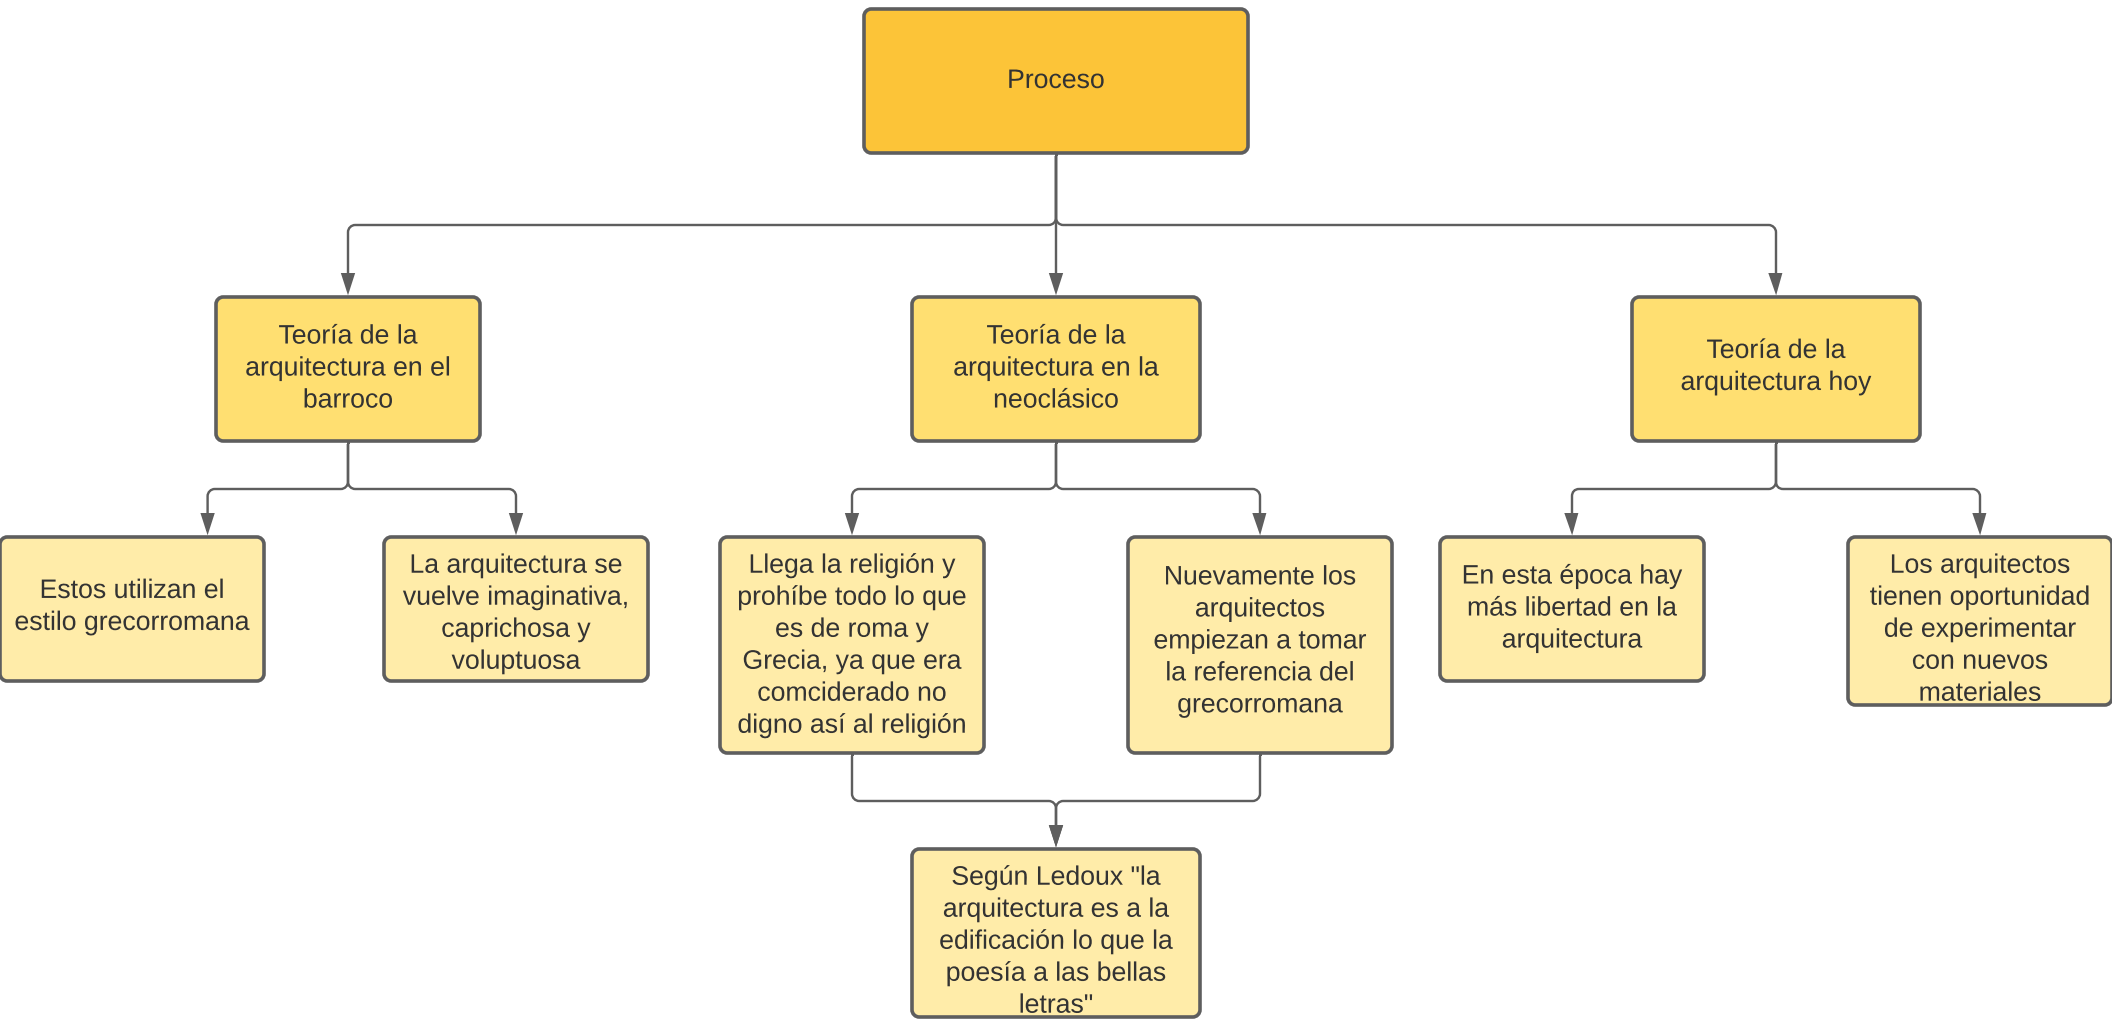 Proceso
Teoría de la
arquitectura en el
barroco
Teoría de la
arquitectura en la
neoclásico
Teoría de la
arquitectura hoy
Estos utilizan el
estilo grecorromana
La arquitectura se
vuelve imaginativa,
caprichosa y
voluptuosa
Llega la religión y
prohíbe todo lo que
es de roma y
Grecia, ya que era
comciderado no
digno así al religión
Nuevamente los
arquitectos
empiezan a tomar
la referencia del
grecorromana
En esta época hay
más libertad en la
arquitectura
Los arquitectos
tienen oportunidad
de experimentar
con nuevos
materiales
Según Ledoux "la
arquitectura es a la
edificación lo que la
poesía a las bellas
letras"